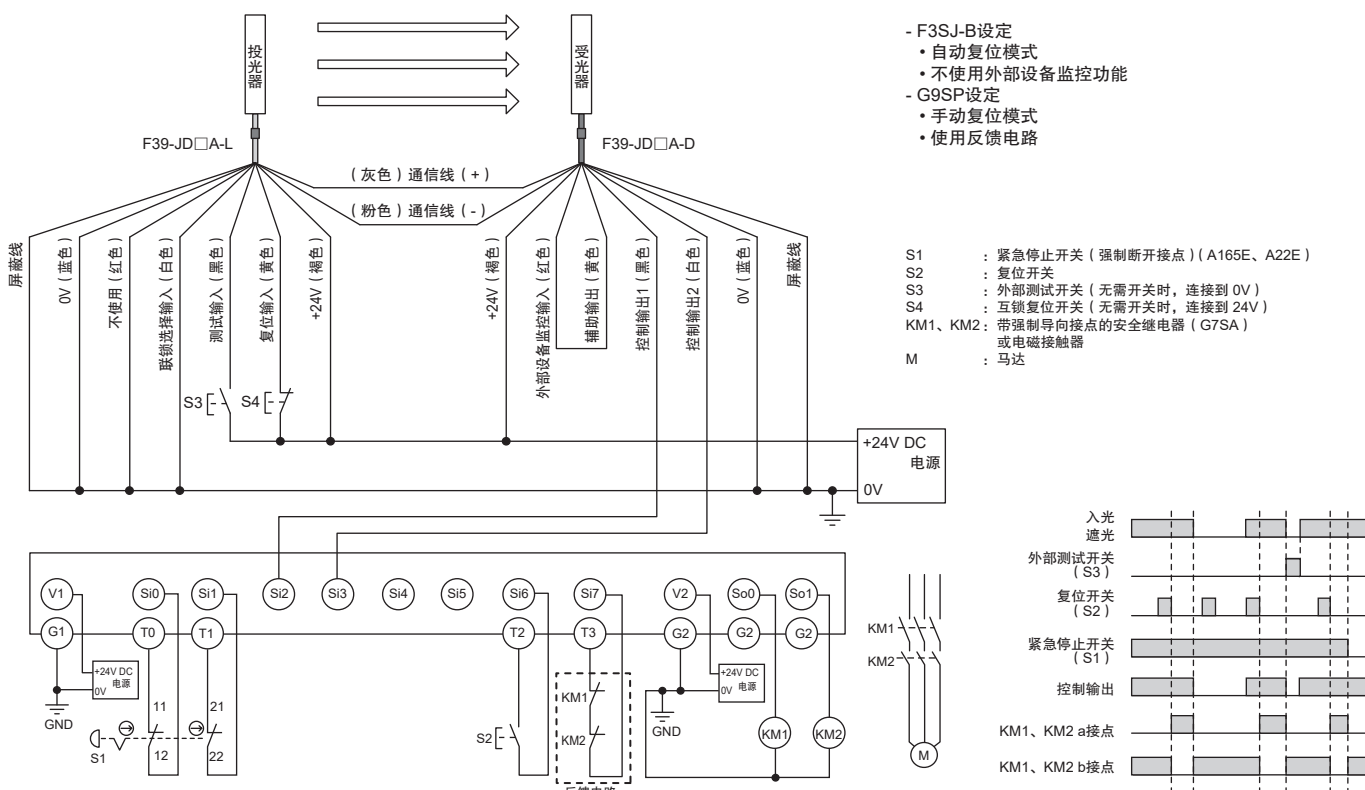 投光器
受光器
F39-JD□A-L
F39-JD□A-D
(灰色)通信线(+)
(粉色)通信线(-)
屏蔽线
0V(蓝色)
不使用(红色)
联锁选择输入(白色)
测试输入(黑色)
复位输入(黄色)
+24V(褐色)
+24V(褐色)
外部设备监控输入(红色)
辅助输出(黄色)
控制输出1(黑色)
控制输出2(白色)
0V(蓝色)
屏蔽线
S3
S4
+24V DC
电源
0V
- F3SJ-B设定
• 自动复位模式
• 不使用外部设备监控功能
- G9SP设定
• 手动复位模式
• 使用反馈电路
S1 :紧急停止开关(强制断开接点)(A165E、A22E)
S2 :复位开关
S3 :外部测试开关(无需开关时,连接到 0V)
S4 :互锁复位开关(无需开关时,连接到 24V)
KM1、KM2:带强制导向接点的安全继电器(G7SA)
或电磁接触器
M :马达
V1 Si0 Si1 Si2 Si3 Si4 Si5 Si6 Si7 V2 So0 So1
G1 T0 T1 T2 T3 G2 G2 G2
+24V DC
电源
0V
GND
11
21
12
22
S1
S2
KM1
KM2
反馈电路
+24V DC
电源
0V
GND
KM1
KM2
KM1
KM2
M
入光
遮光
外部测试开关
(S3)
复位开关
(S2)
紧急停止开关
(S1)
控制输出
KM1、KM2 a接点
KM1、KM2 b接点